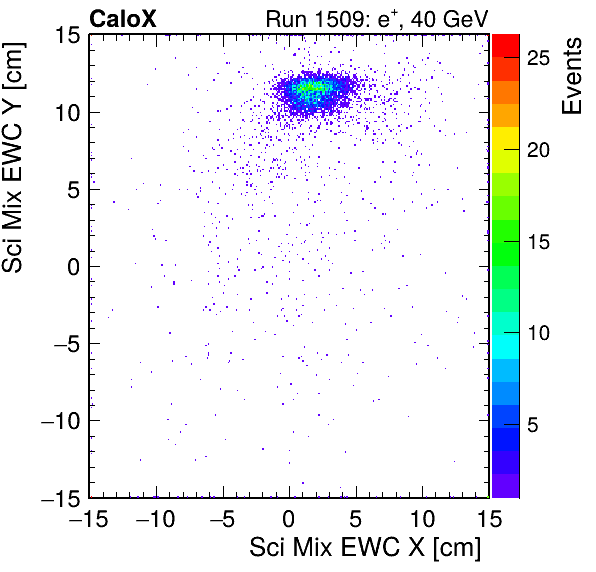 CaloX Run 1509: e⁺, 40 GeV
Sci Mix EWC Y [cm]
15
10
5
0
−5
−10
−15
−15 −10 −5 0 5 10 15
Sci Mix EWC X [cm]
Events
25
20
15
10
5